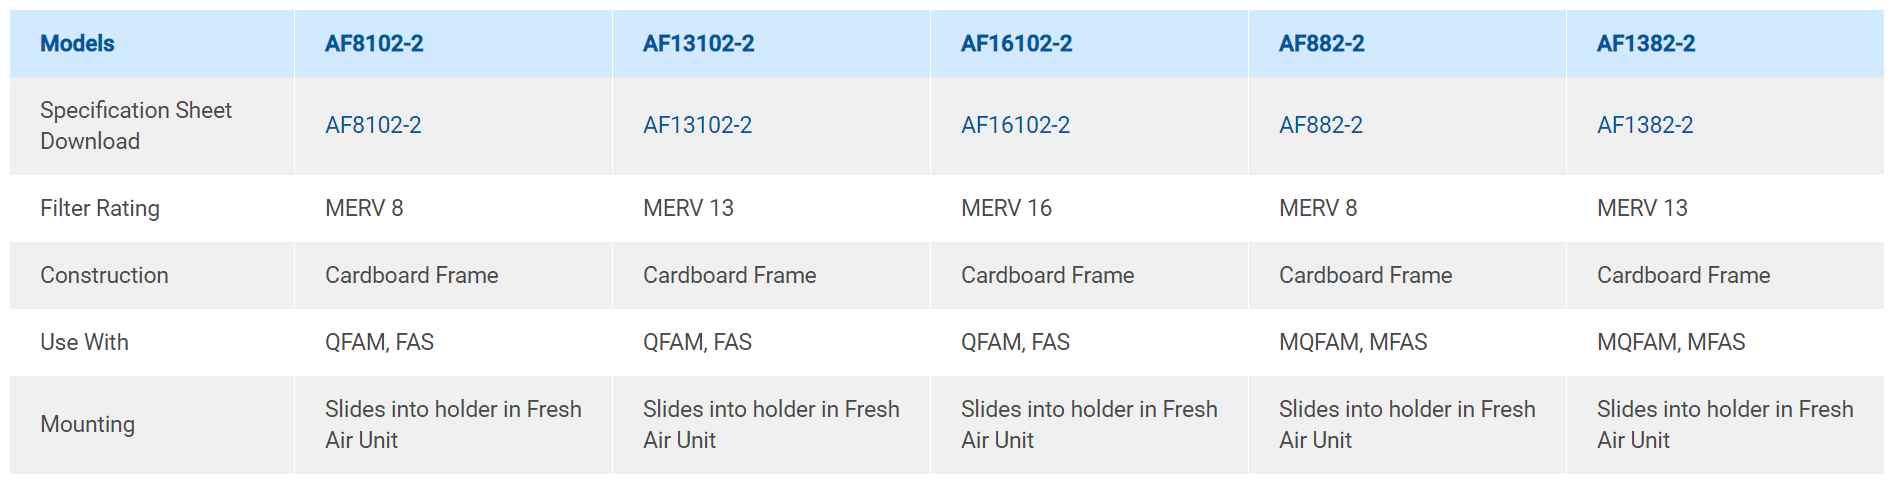 Models AF8102-2 AF13102-2 AF16102-2 AF882-2 AF1382-2
Specification Sheet
Download AF8102-2 AF13102-2 AF16102-2 AF882-2 AF1382-2
Filter Rating MERV 8 MERV 13 MERV 16 MERV 8 MERV 13
Construction Cardboard Frame Cardboard Frame Cardboard Frame Cardboard Frame Cardboard Frame
Use With QFAM, FAS QFAM, FAS QFAM, FAS MQFAM, MFAS MQFAM, MFAS
Mounting Slides into holder in Fresh Slides into holder in Fresh Slides into holder in Fresh Slides into holder in Fresh Slides into holder in Fresh
Air Unit Air Unit Air Unit Air Unit Air Unit